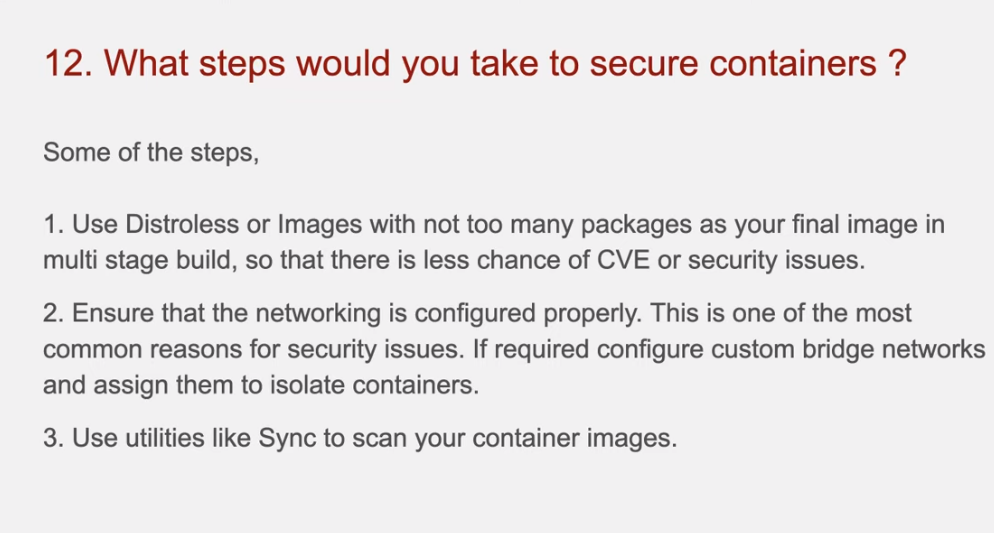 12. What steps would you take to secure containers ?
Some of the steps,
1. Use Distroless or Images with not too many packages as your final image in
multi stage build, so that there is less chance of CVE or security issues.
2. Ensure that the networking is configured properly. This is one of the most
common reasons for security issues. If required configure custom bridge networks
and assign them to isolate containers.
3. Use utilities like Sync to scan your container images.